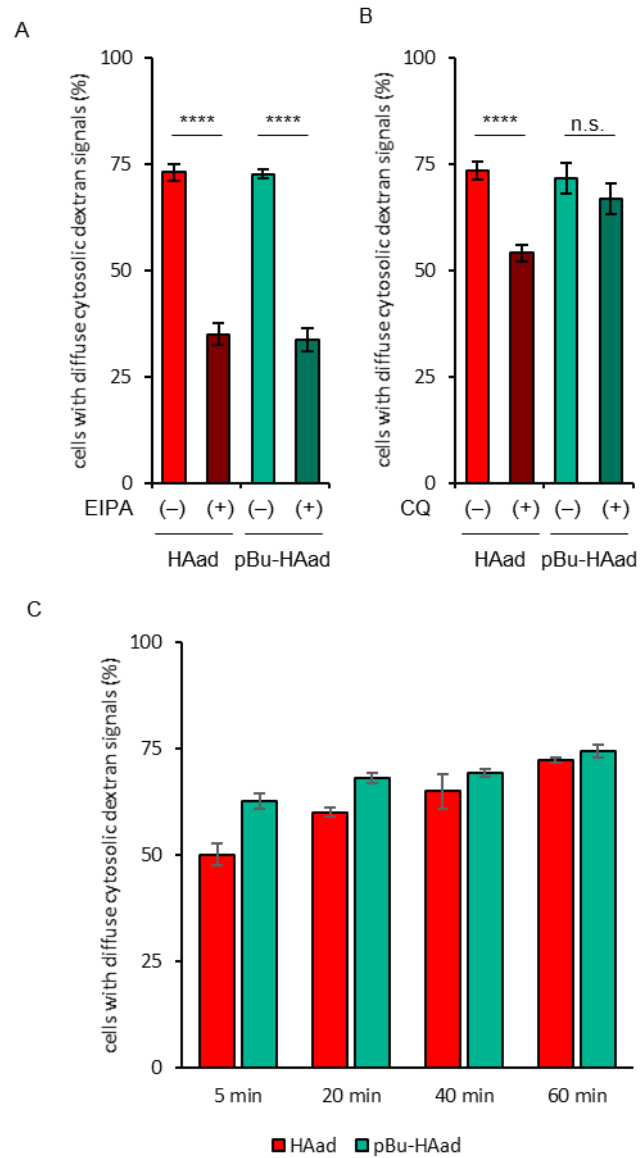 A
cells with diffuse cytosolic dextran signals (%)
100
75
50
25
0
**** ****
EIPA (–) (+) (–) (+)
HAad pBu-HAad
B
cells with diffuse cytosolic dextran signals (%)
100
75
50
25
0
**** n.s.
CQ (–) (+) (–) (+)
HAad pBu-HAad
C
cells with diffuse cytosolic dextran signals (%)
100
75
50
25
0
5 min 20 min 40 min 60 min
HAad pBu-HAad